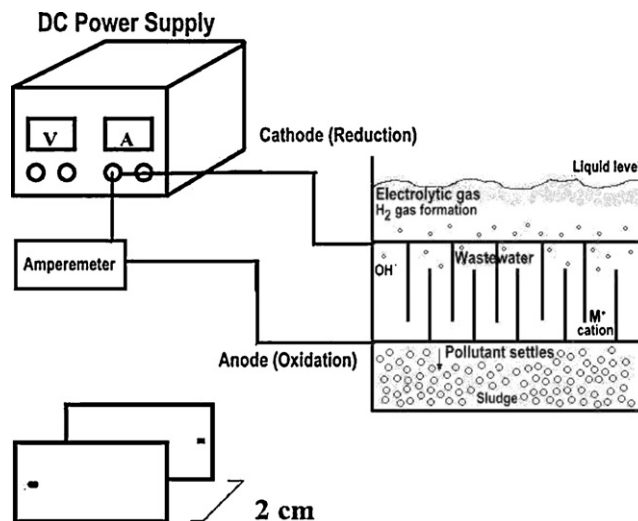 DC Power Supply
V
A
Cathode (Reduction)
Liquid level
Electrolytic gas
H₂ gas formation
OH⁻
Wastewater
Amperemeter
M⁺
cation
Anode (Oxidation)
Pollutant settles
Sludge
2 cm